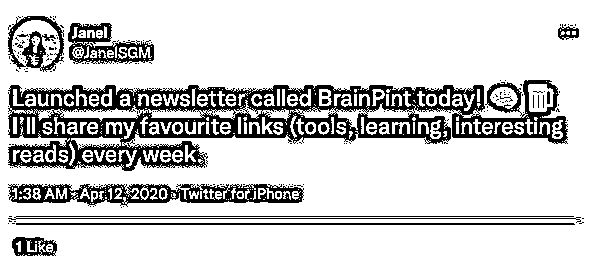 Janel
@JanelSGM
Launched a newsletter called BrainPint today! 🧠🍺
I'll share my favourite links (tools, learning, interesting
reads) every week.
1:38 AM · Apr 12, 2020 · Twitter for iPhone
1 Like